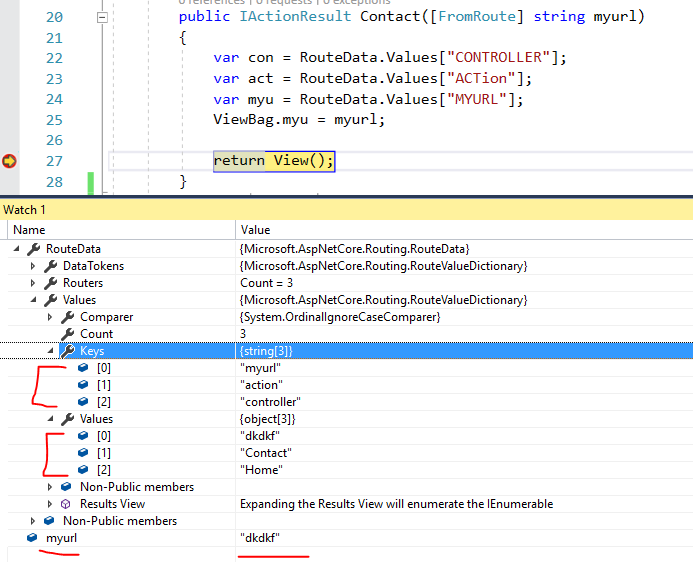 0 references | 0 requests | 0 exceptions
20 public IActionResult Contact([FromRoute] string myurl)
21 {
22 var con = RouteData.Values["CONTROLLER"];
23 var act = RouteData.Values["ACTion"];
24 var myu = RouteData.Values["MYURL"];
25 ViewBag.myu = myurl;
26
27 return View();
28 }
Watch 1
Name Value
RouteData {Microsoft.AspNetCore.Routing.RouteData}
DataTokens {Microsoft.AspNetCore.Routing.RouteValueDictionary}
Routers Count = 3
Values {Microsoft.AspNetCore.Routing.RouteValueDictionary}
Comparer {System.OrdinalIgnoreCaseComparer}
Count 3
Keys {string[3]}
[0] "myurl"
[1] "action"
[2] "controller"
Values {object[3]}
[0] "dkdkf"
[1] "Contact"
[2] "Home"
Non-Public members
Results View Expanding the Results View will enumerate the IEnumerable
Non-Public members
myurl "dkdkf"